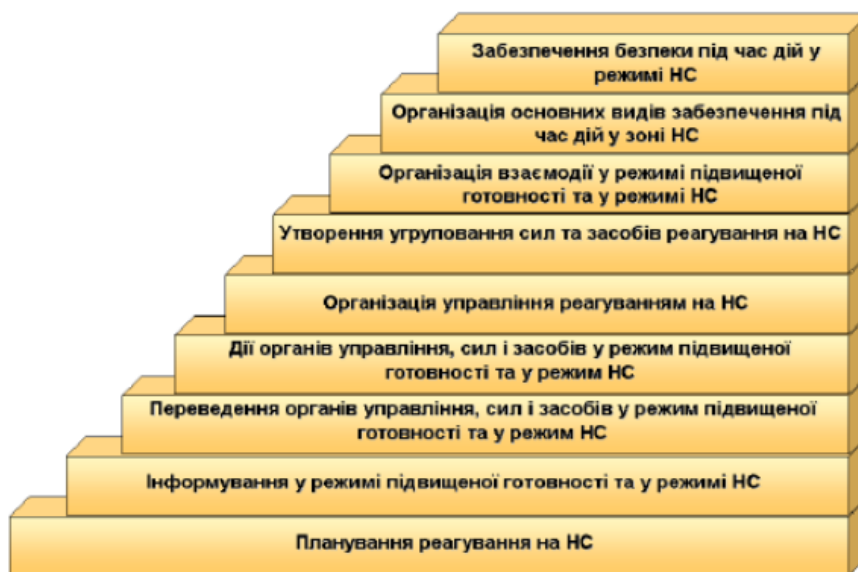 Забезпечення безпеки під час дій у
режимі НС
Організація основних видів забезпечення під
час дій у зоні НС
Організація взаємодії у режимі підвищеної
готовності та у режимі НС
Утворення угруповання сил та засобів реагування на НС
Організація управління реагуванням на НС
Дії органів управління, сил і засобів у режим підвищеної
готовності та у режим НС
Переведення органів управління, сил і засобів у режим підвищеної
готовності та у режим НС
Інформування у режимі підвищеної готовності та у режимі НС
Планування реагування на НС